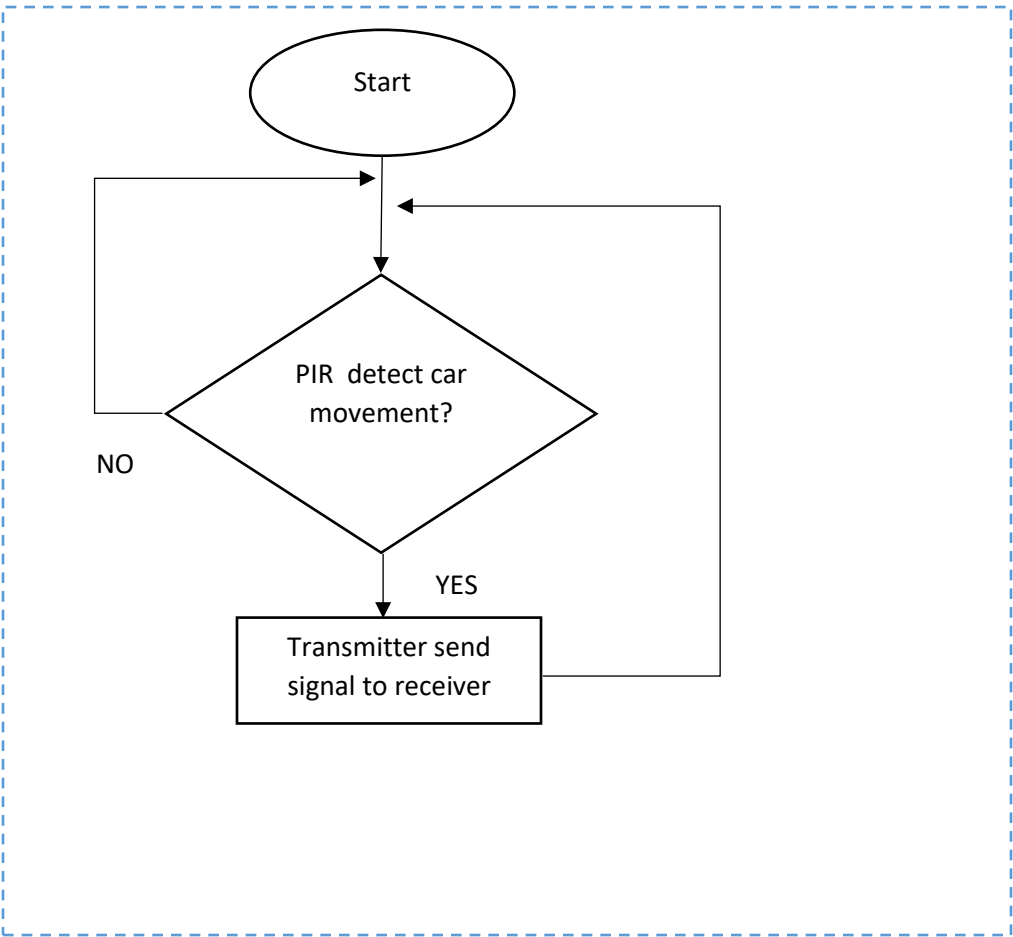 Start
PIR  detect car
movement?
NO
YES
Transmitter send
signal to receiver